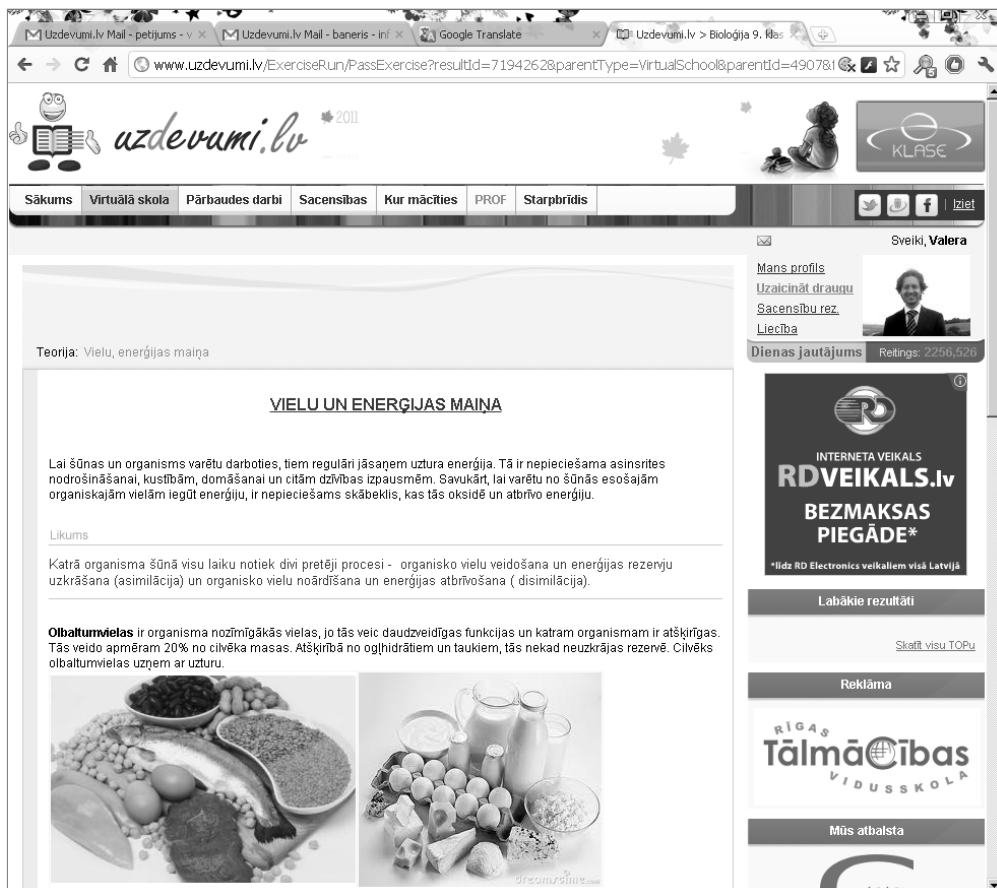 Uzdevumi.lv Mail - petijums - v
Uzdevumi.lv Mail - baneris - inf
Google Translate
Uzdevumi.lv > Bioloģija 9. klas
www.uzdevumi.lv/ExerciseRun/PassExercise?resultId=7194262&parentType=VirtualSchool&parentId=4907&t
uzdevumi.lv
2011
KLASE
Sākums
Virtuālā skola
Pārbaudes darbi
Sacensības
Kur mācīties
PROF
Starpbrīdis
Iziet
Sveiki, Valera
Mans profils
Uzaicināt draugu
Sacensību rez.
Liecība
Dienas jautājums
Reitings: 2256,526
Teorija: Vielu, enerģijas maiņa
VIELU UN ENERĢIJAS MAIŅA
Lai šūnas un organisms varētu darboties, tiem regulāri jāsaņem uztura enerģija. Tā ir nepieciešama asinsrites
nodrošināšanai, kustībām, domāšanai un citām dzīvības izpausmēm. Savukārt, lai varētu no šūnās esošajām
organiskajām vielām iegūt enerģiju, ir nepieciešams skābeklis, kas tās oksidē un atbrīvo enerģiju.
Likums
Katrā organisma šūnā visu laiku notiek divi pretēji procesi - organisko vielu veidošana un enerģijas rezervju
uzkrāšana (asimilācija) un organisko vielu noārdīšana un enerģijas atbrīvošana ( disimilācija).
Olbaltumvielas ir organisma nozīmīgākās vielas, jo tās veic daudzveidīgas funkcijas un katram organismam ir atšķirīgas.
Tās veido apmēram 20% no cilvēka masas. Atšķirībā no ogļhidrātiem un taukiem, tās nekad neuzkrājas rezervē. Cilvēks
olbaltumvielas uzņem ar uzturu.
dreamstime.com
RD
INTERNETA VEIKALS
RDVEIKALS.lv
BEZMAKSAS
PIEGĀDE*
*līdz RD Electronics veikaliem visā Latvijā
Labākie rezultāti
Skatīt visu TOPu
Reklāma
RĪGAS
TālmāCības
VIDUSSKOLA
Mūs atbalsta